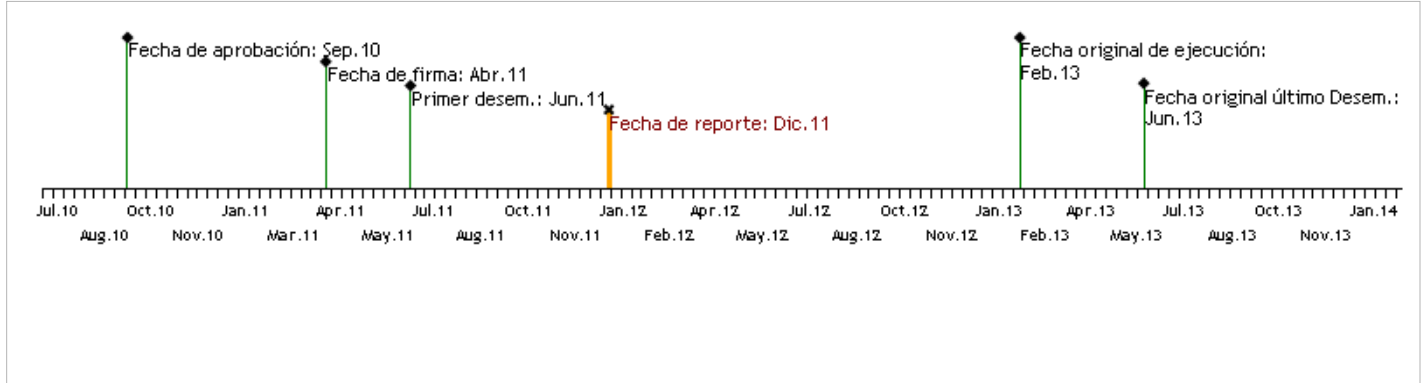 Fecha de aprobación: Sep.10
Fecha de firma: Abr.11
Primer desem.: Jun.11
Fecha de reporte: Dic.11
Fecha original de ejecución:
Feb.13
Fecha original último Desem.:
Jun.13
Jul.10 Oct.10 Jan.11 Apr.11 Jul.11 Oct.11 Jan.12 Apr.12 Jul.12 Oct.12 Jan.13 Apr.13 Jul.13 Oct.13 Jan.14
Aug.10 Nov.10 Mar.11 May.11 Aug.11 Nov.11 Feb.12 May.12 Aug.12 Nov.12 Feb.13 May.13 Aug.13 Nov.13